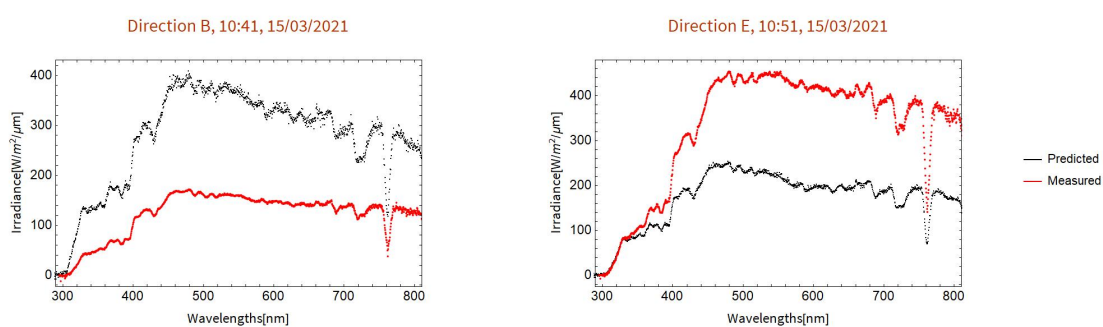 Direction B, 10:41, 15/03/2021
400
300
200
100
0
300 400 500 600 700 800
Irradiance[W/m²/μm]
Wavelengths[nm]
Direction E, 10:51, 15/03/2021
400
300
200
100
0
300 400 500 600 700 800
Irradiance[W/m²/μm]
Wavelengths[nm]
Predicted
Measured